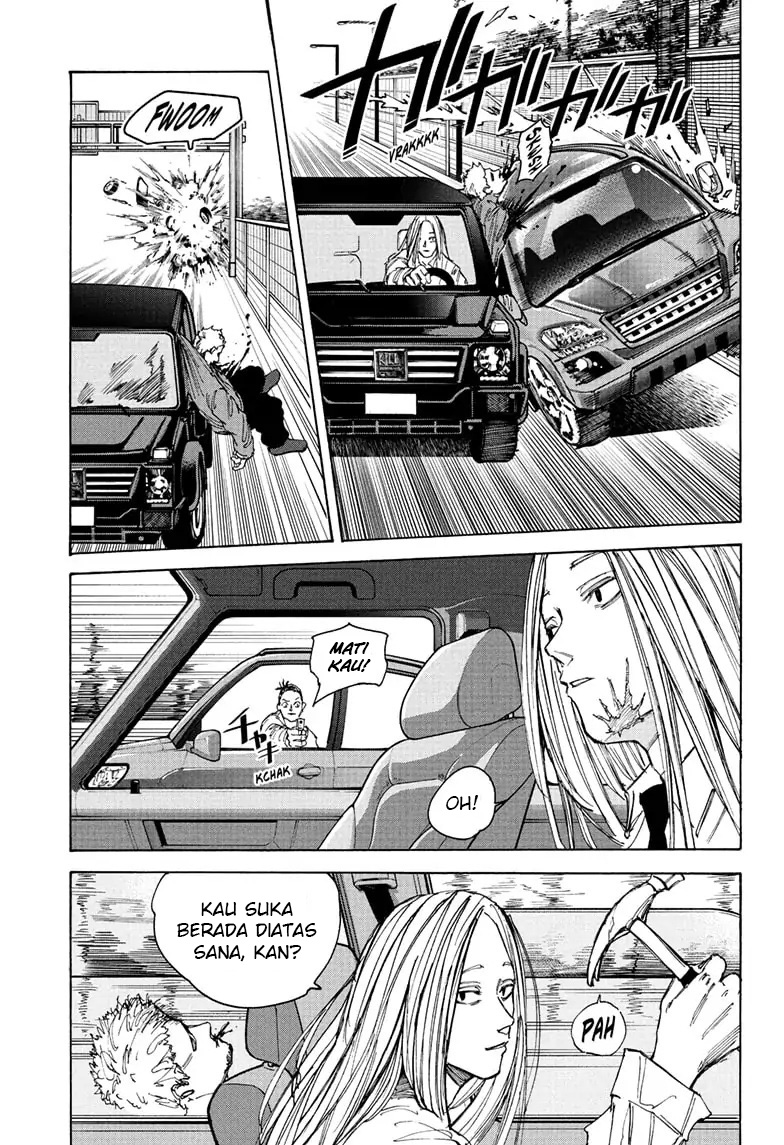 ガガガガ
VRAKKKK
SWAP
FWOOM
MATI
KAU!
チャキ
KCHAK
OH!
KAU SUKA
BERADA DIATAS
SANA, KAN?
PAH